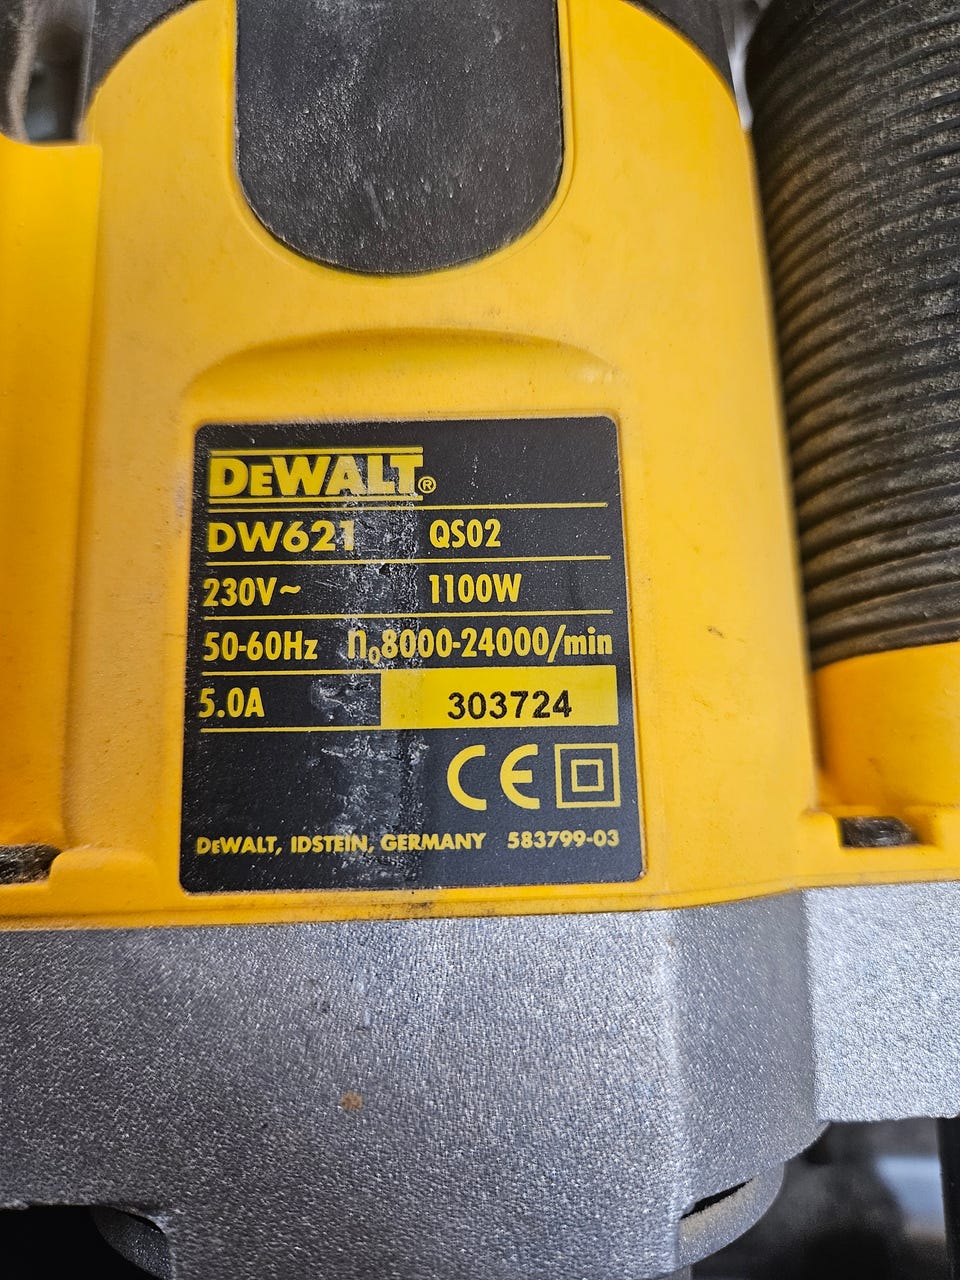 DEWALT®
DW621 QS02
230V~ 1100W
50-60Hz n₀8000-24000/min
5.0A 303724
CE
DEWALT, IDSTEIN, GERMANY 583799-03